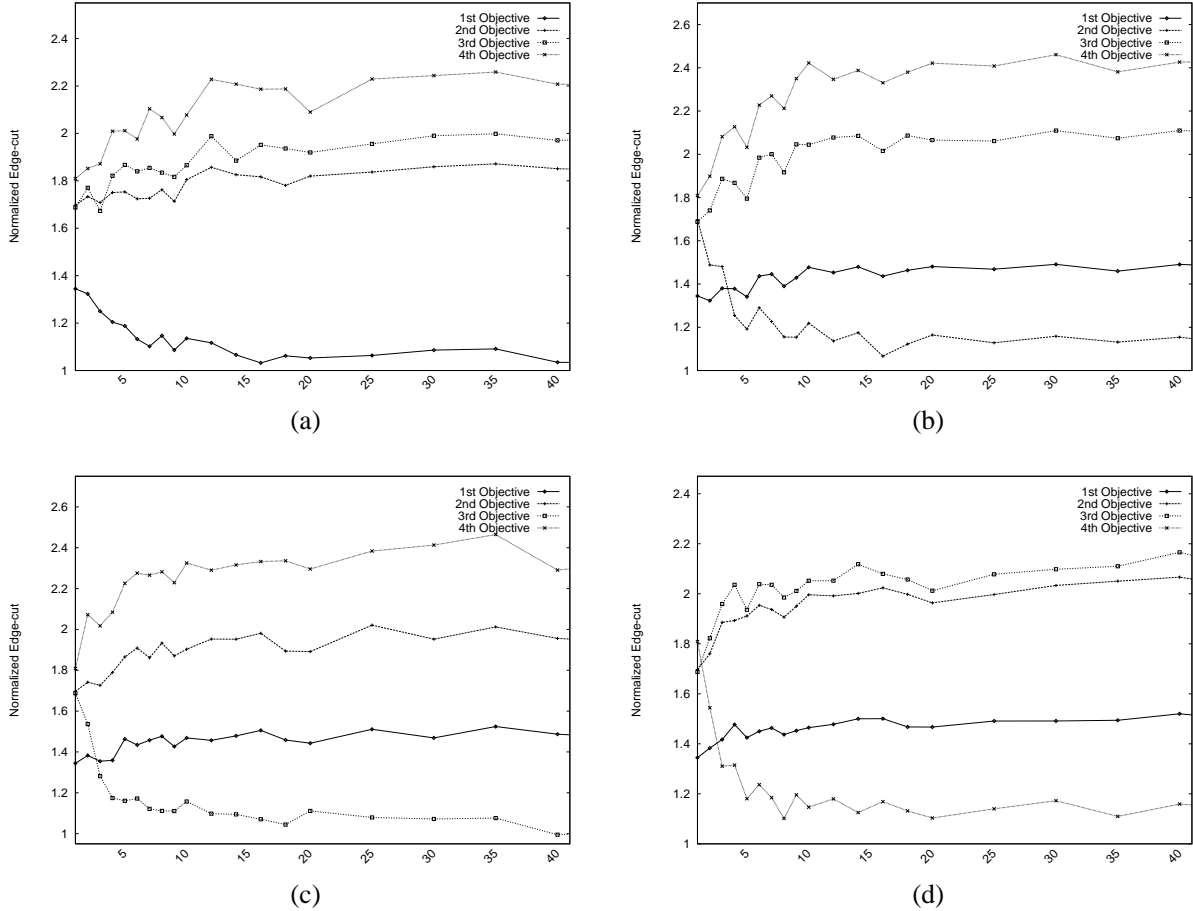 1st Objective
2nd Objective
3rd Objective
4th Objective
Normalized Edge-cut
2.4
2.2
2
1.8
1.6
1.4
1.2
1
5
10
15
20
25
30
35
40
(a)
1st Objective
2nd Objective
3rd Objective
4th Objective
Normalized Edge-cut
2.6
2.4
2.2
2
1.8
1.6
1.4
1.2
1
5
10
15
20
25
30
35
40
(b)
1st Objective
2nd Objective
3rd Objective
4th Objective
Normalized Edge-cut
2.6
2.4
2.2
2
1.8
1.6
1.4
1.2
1
5
10
15
20
25
30
35
40
(c)
1st Objective
2nd Objective
3rd Objective
4th Objective
Normalized Edge-cut
2.4
2.2
2
1.8
1.6
1.4
1.2
1
5
10
15
20
25
30
35
40
(d)